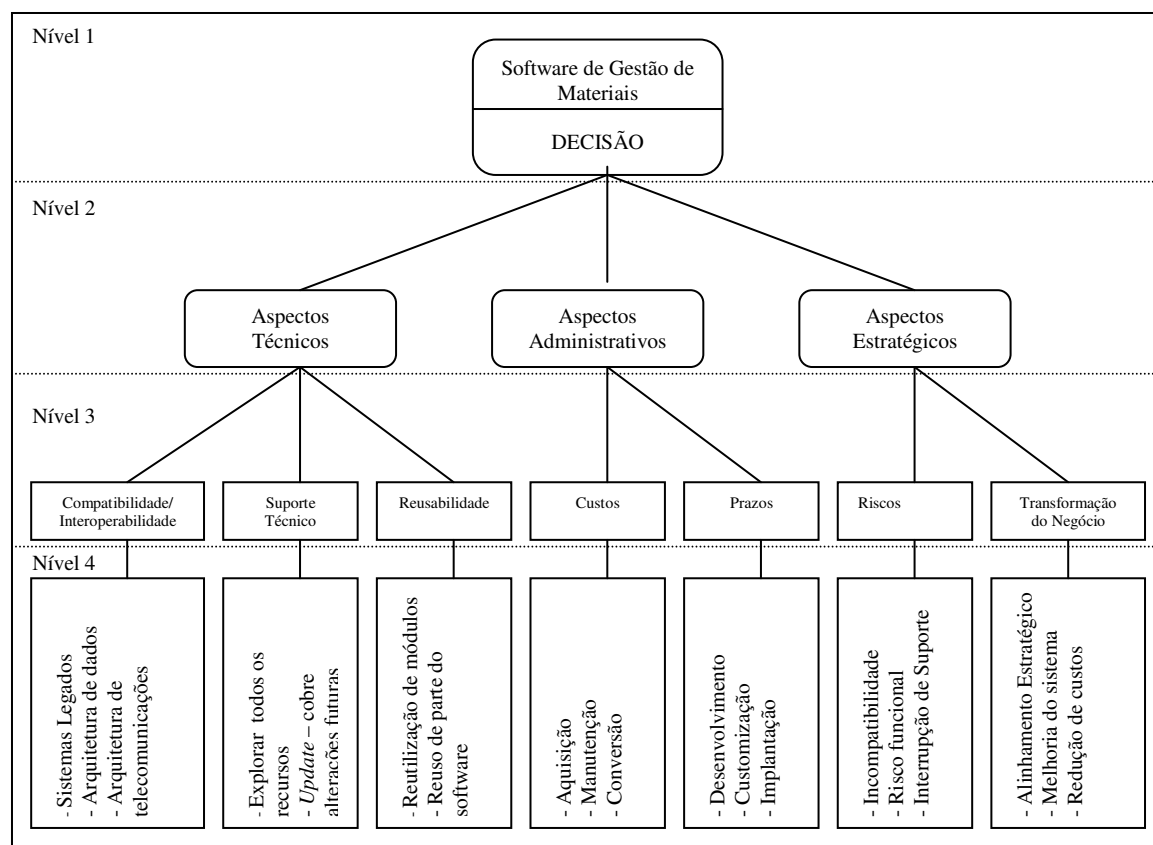 Nível 1
Software de Gestão de
Materiais
DECISÃO
Nível 2
Aspectos
Técnicos
Aspectos
Administrativos
Aspectos
Estratégicos
Nível 3
Compatibilidade/
Interoperabilidade
Suporte
Técnico
Reusabilidade
Custos
Prazos
Riscos
Transformação
do Negócio
Nível 4
- Sistemas Legados
- Arquitetura de dados
- Arquitetura de
telecomunicações
- Explorar todos os
recursos
- Update – cobre
alterações futuras
- Reutilização de módulos
- Reuso de parte do
software
- Aquisição
- Manutenção
- Conversão
- Desenvolvimento
- Customização
- Implantação
- Incompatibilidade
- Risco funcional
- Interrupção de Suporte
- Alinhamento Estratégico
- Melhoria do sistema
- Redução de custos